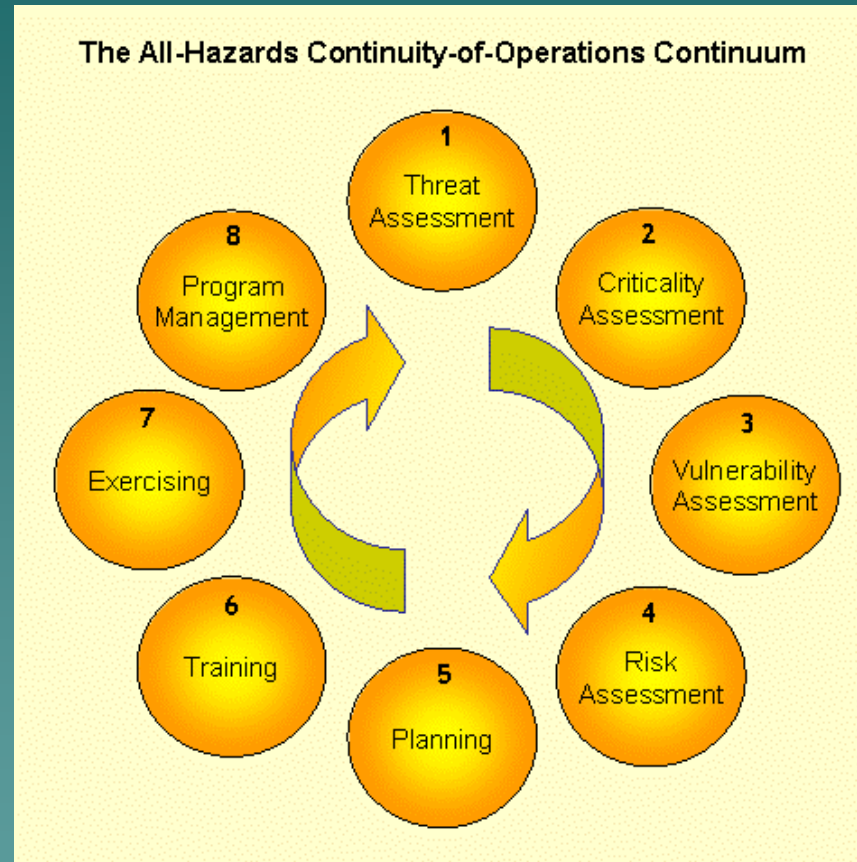 The All-Hazards Continuity-of-Operations Continuum
1
Threat
Assessment
2
Criticality
Assessment
3
Vulnerability
Assessment
4
Risk
Assessment
5
Planning
6
Training
7
Exercising
8
Program
Management